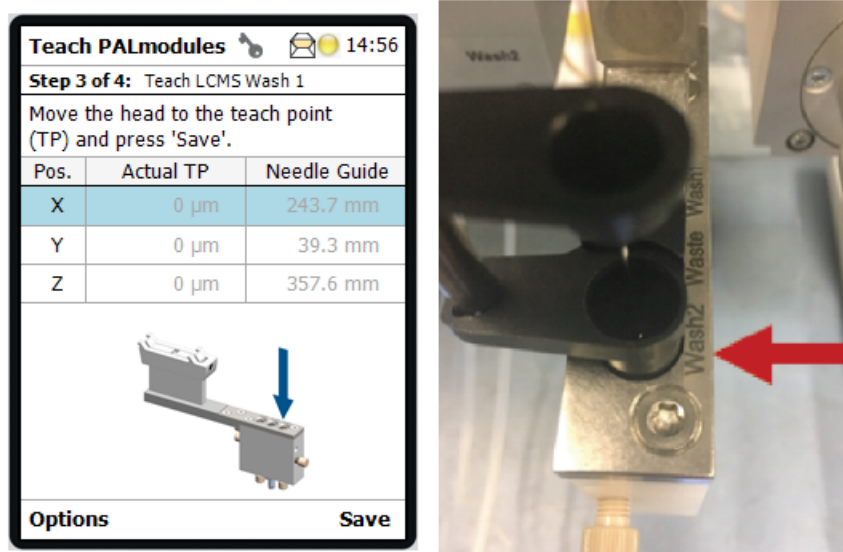 Teach PALmodules 14:56
Step 3 of 4: Teach LCMS Wash 1
Move the head to the teach point
(TP) and press 'Save'.
Pos. Actual TP Needle Guide
X 0 µm 243.7 mm
Y 0 µm 39.3 mm
Z 0 µm 357.6 mm
Options Save
Wash2
Wash1
Waste
Wash2